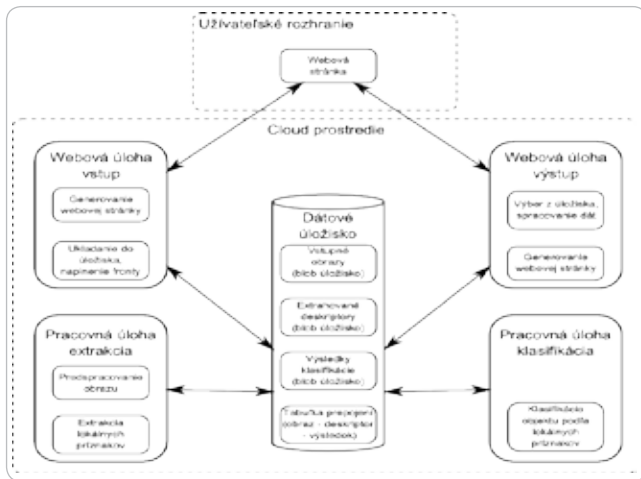 Užívateľské rozhranie
Webová
stránka
Cloud prostredie
Webová úloha
vstup
Generovanie
webovej stránky
Ukladanie do
úložiska,
naplnenie fronty
Dátové
úložisko
Vstupné
obrazy
(blob úložisko)
Extrahované
deskriptory
(blob úložisko)
Výsledky
klasifikácie
(blob úložisko)
Tabuľka prepojení
(obraz - deskriptor
- výsledok)
Webová úloha
výstup
Výber z úložiska,
spracovanie dát
Generovanie
webovej stránky
Pracovná úloha
extrakcia
Predspracovanie
obrazu
Extrakcia
lokálnych
príznakov
Pracovná úloha
klasifikácia
Klasifikácia
objektu podľa
lokálnych
príznakov